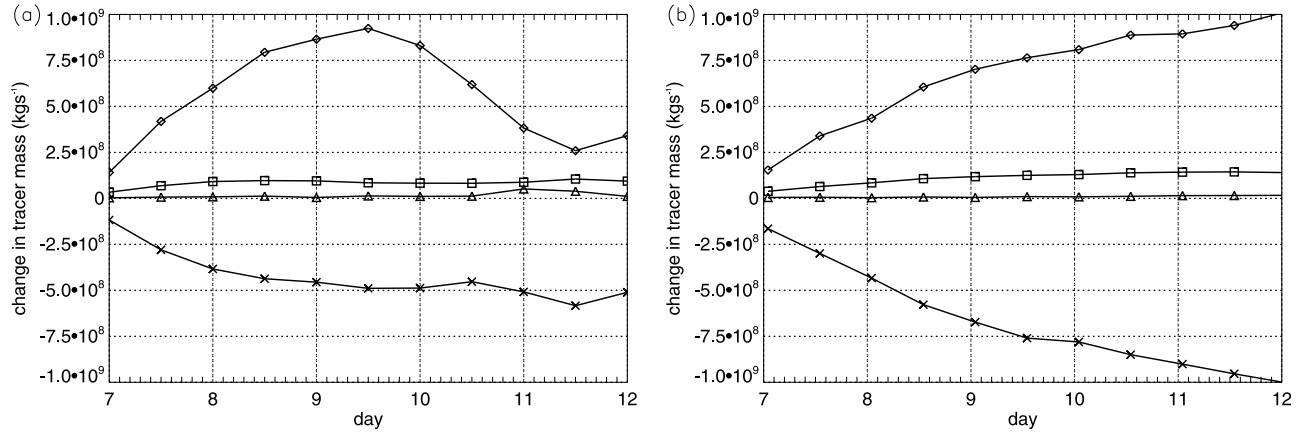 (a)
change in tracer mass (kgs⁻¹)
1.0•10⁹
7.5•10⁸
5.0•10⁸
2.5•10⁸
0
-2.5•10⁸
-5.0•10⁸
-7.5•10⁸
-1.0•10⁹
7 8 9 10 11 12
day
(b)
change in tracer mass (kgs⁻¹)
1.0•10⁹
7.5•10⁸
5.0•10⁸
2.5•10⁸
0
-2.5•10⁸
-5.0•10⁸
-7.5•10⁸
-1.0•10⁹
7 8 9 10 11 12
day